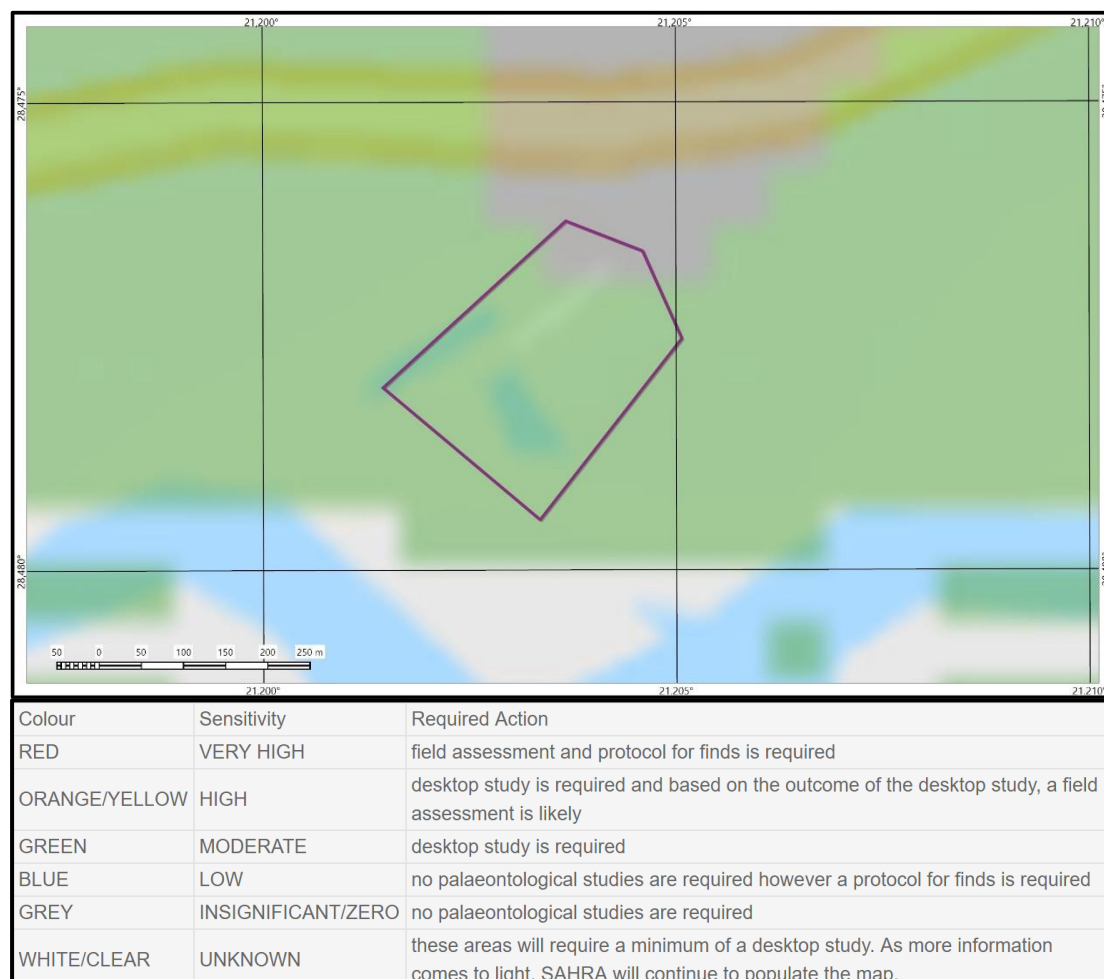 21.200° 21.205° 21.210°
28.475° 28.475°
28.480°
50 0 50 100 150 200 250 m
21.200° 21.205° 21.210°
Colour Sensitivity Required Action
RED VERY HIGH field assessment and protocol for finds is required
ORANGE/YELLOW HIGH desktop study is required and based on the outcome of the desktop study, a field
assessment is likely
GREEN MODERATE desktop study is required
BLUE LOW no palaeontological studies are required however a protocol for finds is required
GREY INSIGNIFICANT/ZERO no palaeontological studies are required
WHITE/CLEAR UNKNOWN these areas will require a minimum of a desktop study. As more information
comes to light, SAHRA will continue to populate the map.